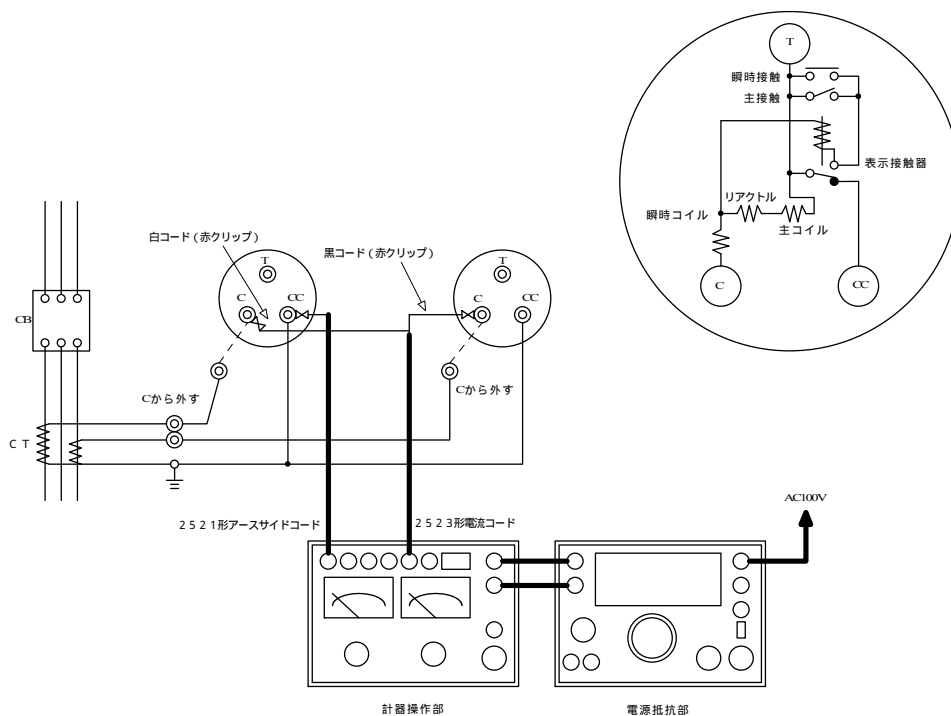 T
瞬時接触
主接触
表示接触器
リアクトル
瞬時コイル
主コイル
C
CC
白コード(赤クリップ)
黒コード(赤クリップ)
T
C
CC
T
C
CC
CB
Cから外す
Cから外す
CT
AC100V
2521形アースサイドコード
2523形電流コード
計器操作部
電源抵抗部